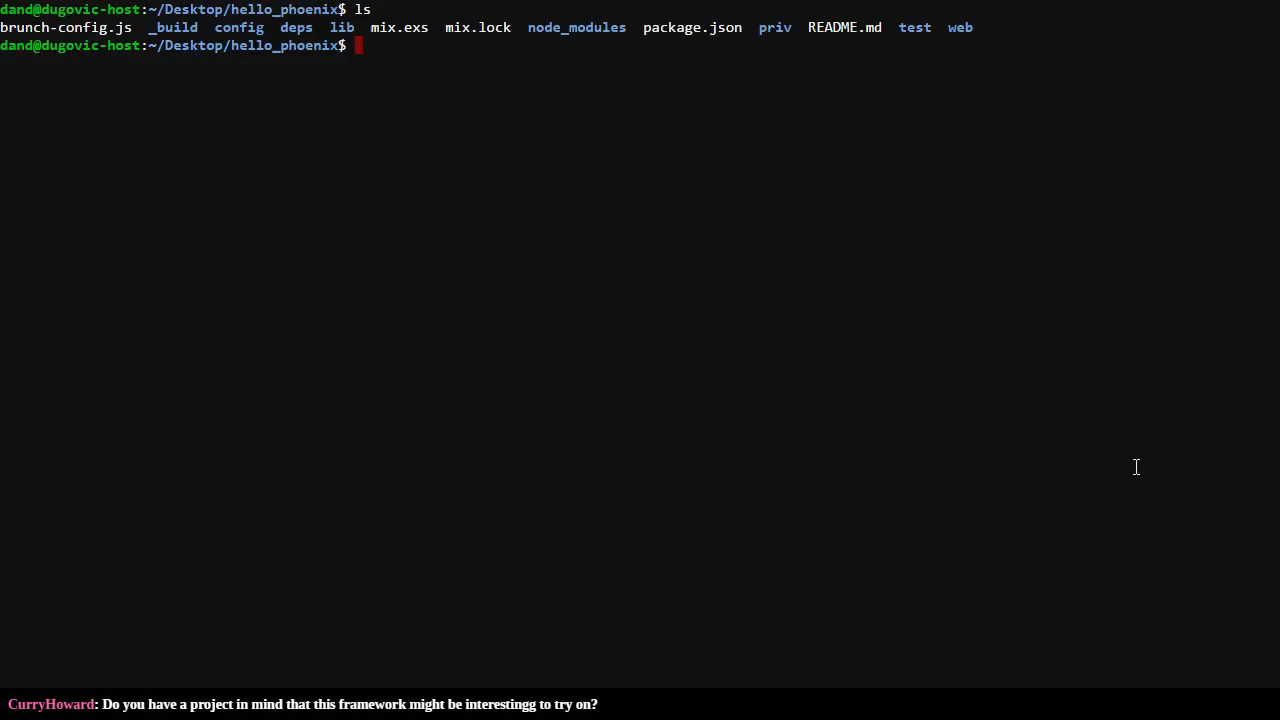 dand@dugovic-host:~/Desktop/hello_phoenix$ ls
brunch-config.js  _build  config  deps  lib  mix.exs  mix.lock  node_modules  package.json  priv  README.md  test  web
dand@dugovic-host:~/Desktop/hello_phoenix$
CurryHoward: Do you have a project in mind that this framework might be interestingg to try on?